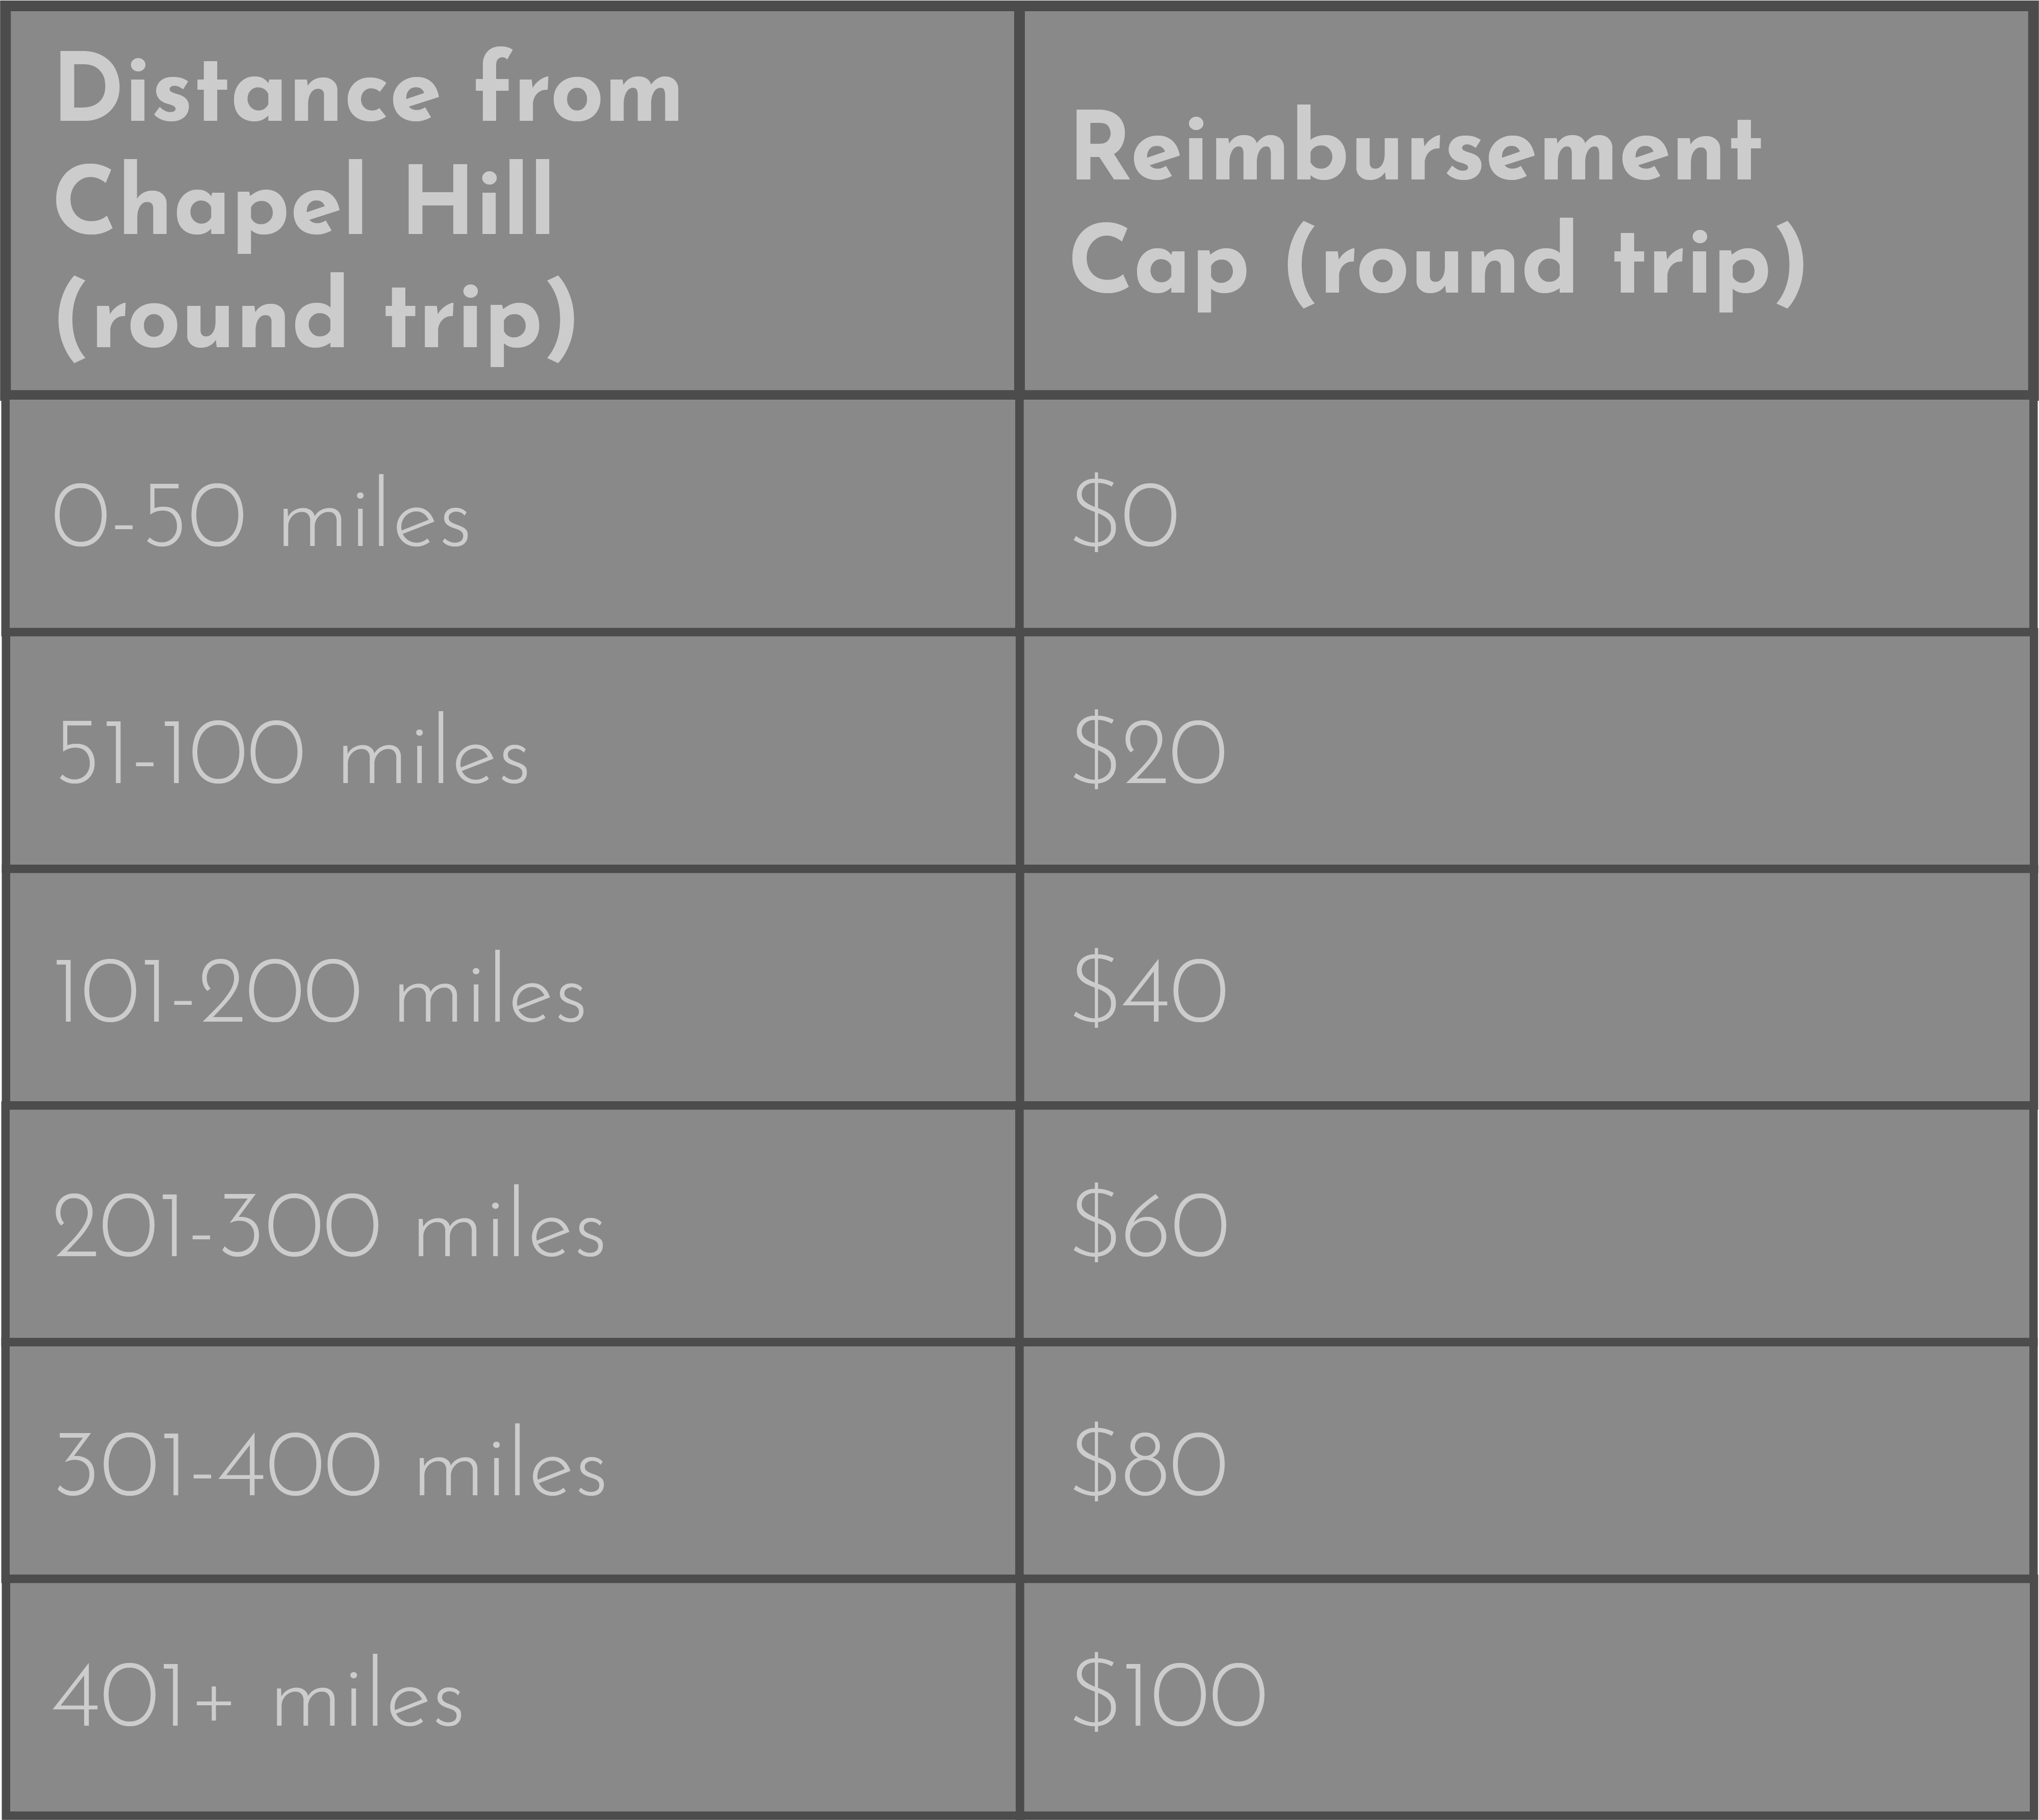 Distance from
Chapel Hill
(round trip)
Reimbursement
Cap (round trip)
0-50 miles
$0
51-100 miles
$20
101-200 miles
$40
201-300 miles
$60
301-400 miles
$80
401+ miles
$100